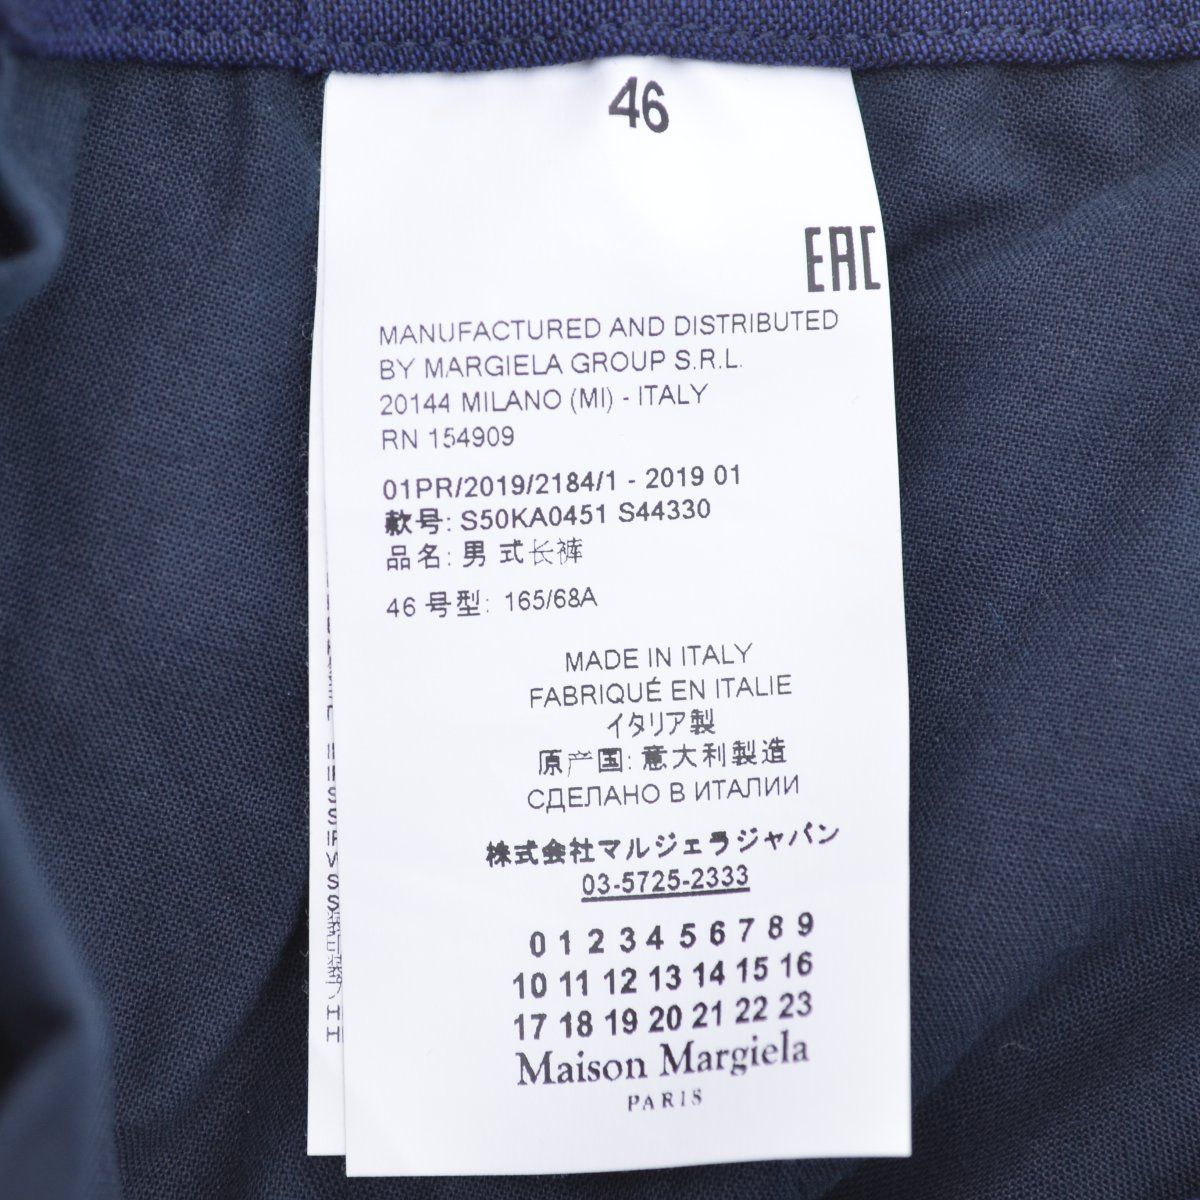 46
EAC
MANUFACTURED AND DISTRIBUTED
BY MARGIELA GROUP S.R.L.
20144 MILANO (MI) - ITALY
RN 154909
01PR/2019/2184/1 - 2019 01
款号: S50KA0451 S44330
品名: 男 式长裤
46 号型: 165/68A
MADE IN ITALY
FABRIQUÉ EN ITALIE
イタリア製
原产国: 意大利製造
СДЕЛАНО В ИТАЛИИ
株式会社マルジェラジャパン
03-5725-2333
0 1 2 3 4 5 6 7 8 9
10 11 12 13 14 15 16
17 18 19 20 21 22 23
Maison Margiela
PARIS